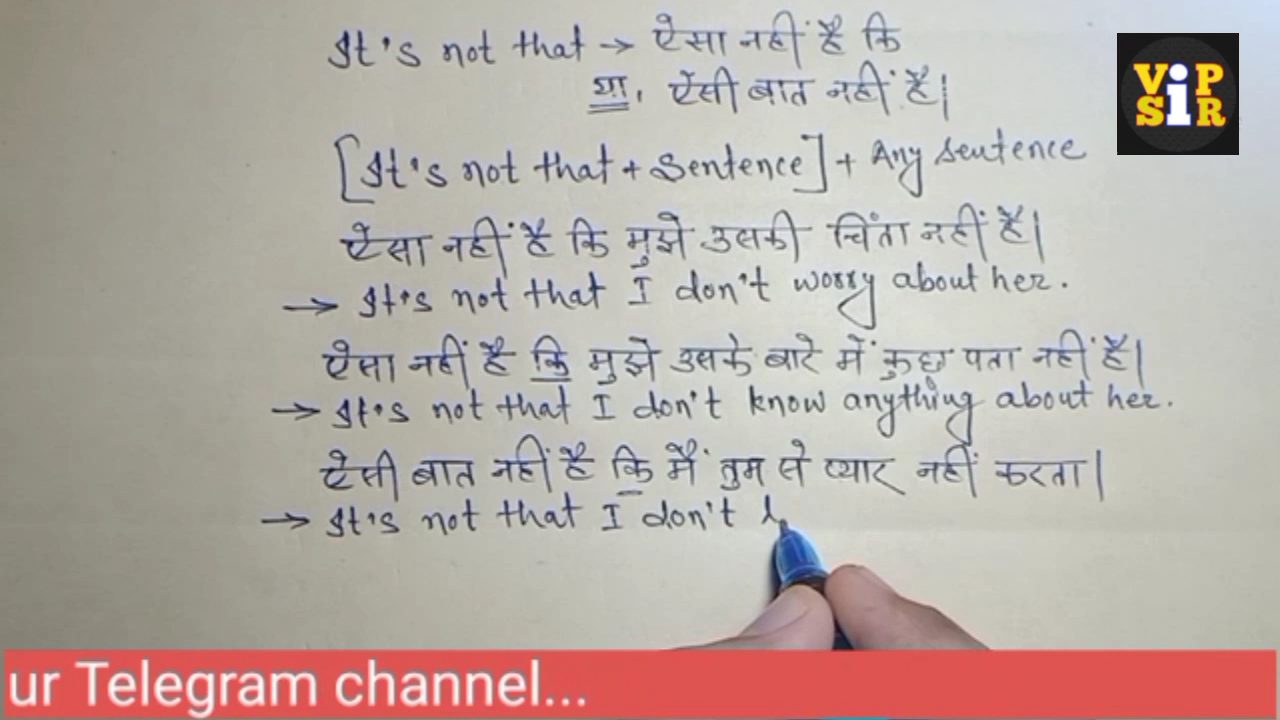 It's not that → ऐसा नहीं है कि
या, ऐसी बात नहीं है|
[It's not that + Sentence] + Any sentence
ऐसा नहीं है कि मुझे उसकी चिंता नहीं है|
→ It's not that I don't worry about her.
ऐसा नहीं है कि मुझे उसके बारे में कुछ पता नहीं है|
→ It's not that I don't know anything about her.
ऐसी बात नहीं है कि मैं तुम से प्यार नहीं करता|
→ It's not that I don't l
ViP
SiR
ur Telegram channel...